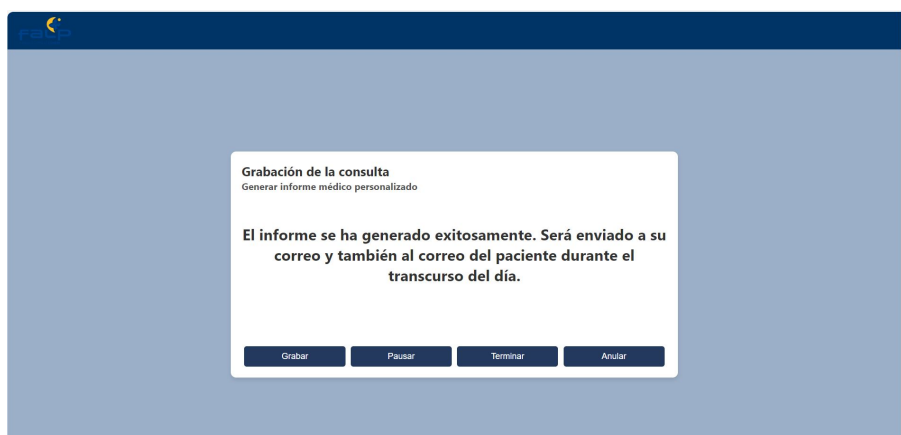 falp
Grabación de la consulta
Generar informe médico personalizado
El informe se ha generado exitosamente. Será enviado a su
correo y también al correo del paciente durante el
transcurso del día.
Grabar Pausar Terminar Anular